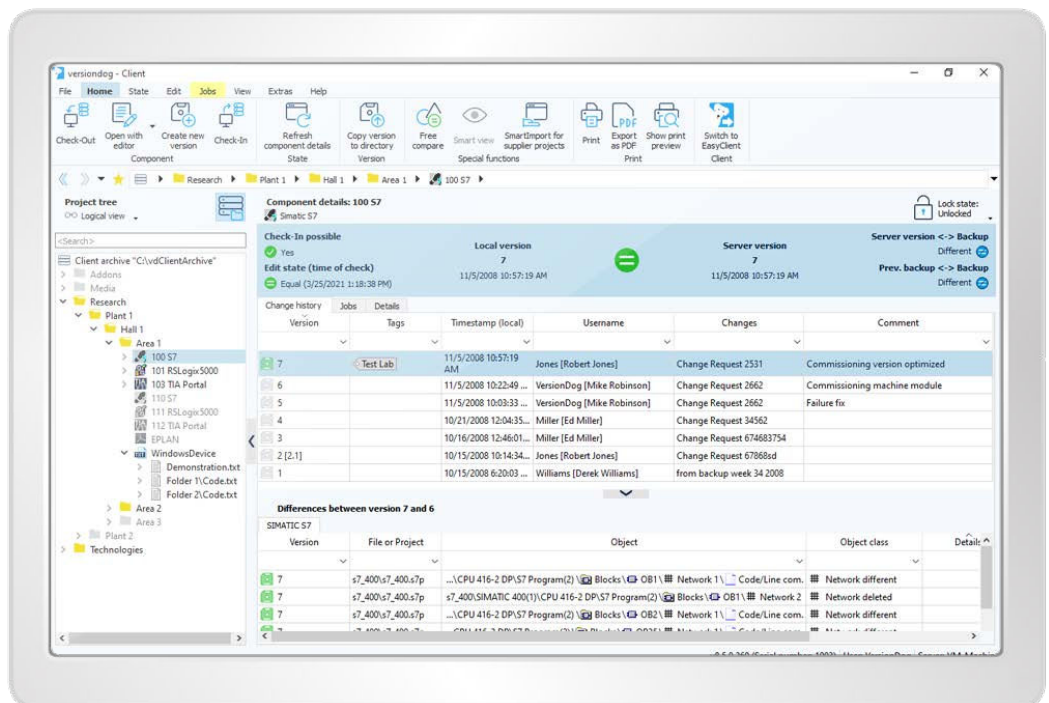 versiondog - Client
File Home State Edit Jobs View Extras Help
Check-Out Open with editor Create new version Check-In Refresh component details Copy version to directory Free compare Smart view SmartImport for supplier projects Print Export as PDF Show print preview Switch to EasyClient
Component State Version Special functions Print Client
Research Plant 1 Hall 1 Area 1 100 S7
Project tree
Logical view
<Search>
Client archive "C:\vdClientArchive"
Addons
Media
Research
Plant 1
Hall 1
Area 1
100 S7
101 RSLogix5000
103 TIA Portal
110 S7
111 RSLogix5000
112 TIA Portal
EPLAN
WindowsDevice
Demonstration.txt
Folder 1\Code.txt
Folder 2\Code.txt
Area 2
Area 3
Plant 2
Technologies
Component details: 100 S7
Simatic S7
Lock state:
Unlocked
Check-In possible
Yes
Edit state (time of check)
Equal (3/25/2021 1:18:38 PM)
Local version
7
11/5/2008 10:57:19 AM
Server version
7
11/5/2008 10:57:19 AM
Server version <-> Backup
Different
Prev. backup <-> Backup
Different
Change history Jobs Details
Version Tags Timestamp (local) Username Changes Comment
7 Test Lab 11/5/2008 10:57:19 AM Jones [Robert Jones] Change Request 2531 Commissioning version optimized
6 11/5/2008 10:22:49 ... VersionDog [Mike Robinson] Change Request 2662 Commissioning machine module
5 11/5/2008 10:03:33 ... VersionDog [Mike Robinson] Change Request 2662 Failure fix
4 10/21/2008 12:04:35... Miller [Ed Miller] Change Request 34562
3 10/16/2008 12:46:01... Miller [Ed Miller] Change Request 674683754
2 [2.1] 10/15/2008 10:14:34... Jones [Robert Jones] Change Request 67868sd
1 10/15/2008 6:20:03 ... Williams [Derek Williams] from backup week 34 2008
Differences between version 7 and 6
SIMATIC S7
Version File or Project Object Object class Details
7 s7_400\s7_400.s7p ...\CPU 416-2 DP\S7 Program(2) \ Blocks \ OB1 \ Network 1 \ Code/Line com. Network different
7 s7_400\s7_400.s7p s7_400\SIMATIC 400(1)\CPU 416-2 DP\S7 Program(2) \ Blocks \ OB1 \ Network 2 Network deleted
7 s7_400\s7_400.s7p ...\CPU 416-2 DP\S7 Program(2) \ Blocks \ OB2 \ Network 1 \ Code/Line com. Network different